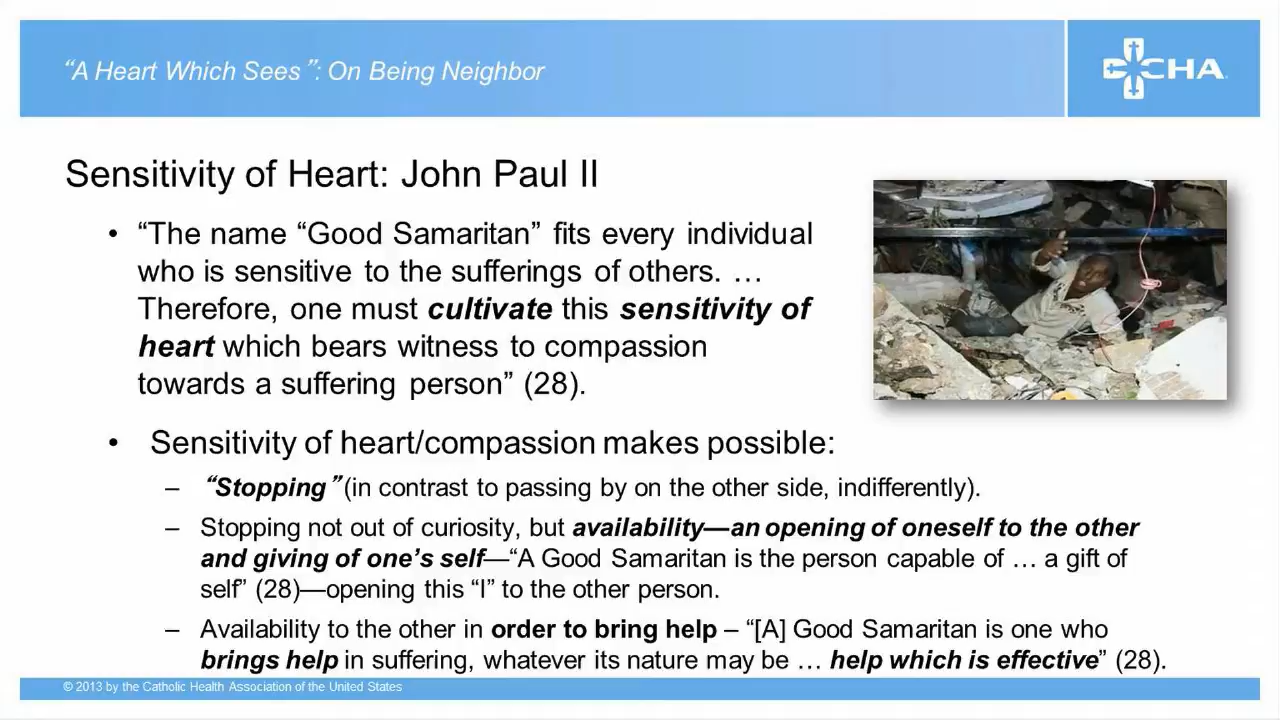 “A Heart Which Sees”: On Being Neighbor
CHA
Sensitivity of Heart: John Paul II
• “The name “Good Samaritan” fits every individual
who is sensitive to the sufferings of others. …
Therefore, one must cultivate this sensitivity of
heart which bears witness to compassion
towards a suffering person” (28).
• Sensitivity of heart/compassion makes possible:
– “Stopping” (in contrast to passing by on the other side, indifferently).
– Stopping not out of curiosity, but availability—an opening of oneself to the other
and giving of one’s self—“A Good Samaritan is the person capable of … a gift of
self” (28)—opening this “I” to the other person.
– Availability to the other in order to bring help – “[A] Good Samaritan is one who
brings help in suffering, whatever its nature may be … help which is effective” (28).
© 2013 by the Catholic Health Association of the United States